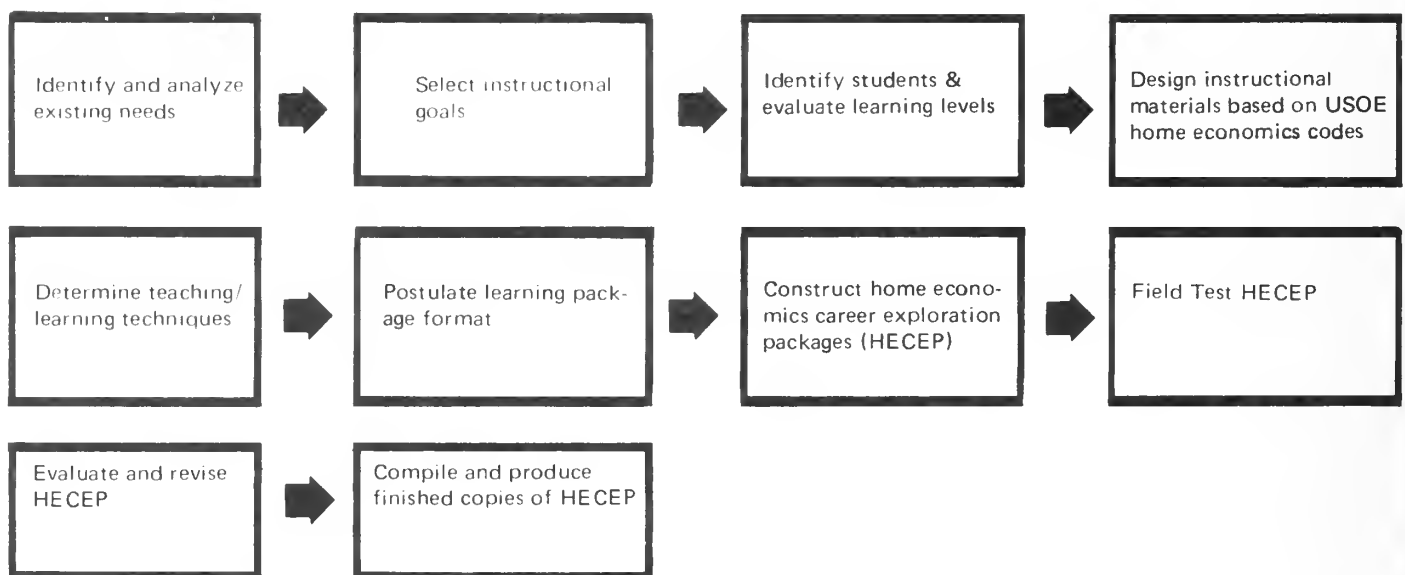 Identify and analyze
existing needs
Select instructional
goals
Identify students &
evaluate learning levels
Design instructional
materials based on USOE
home economics codes
Determine teaching/
learning techniques
Postulate learning pack-
age format
Construct home econo-
mics career exploration
packages (HECEP)
Field Test HECEP
Evaluate and revise
HECEP
Compile and produce
finished copies of HECEP